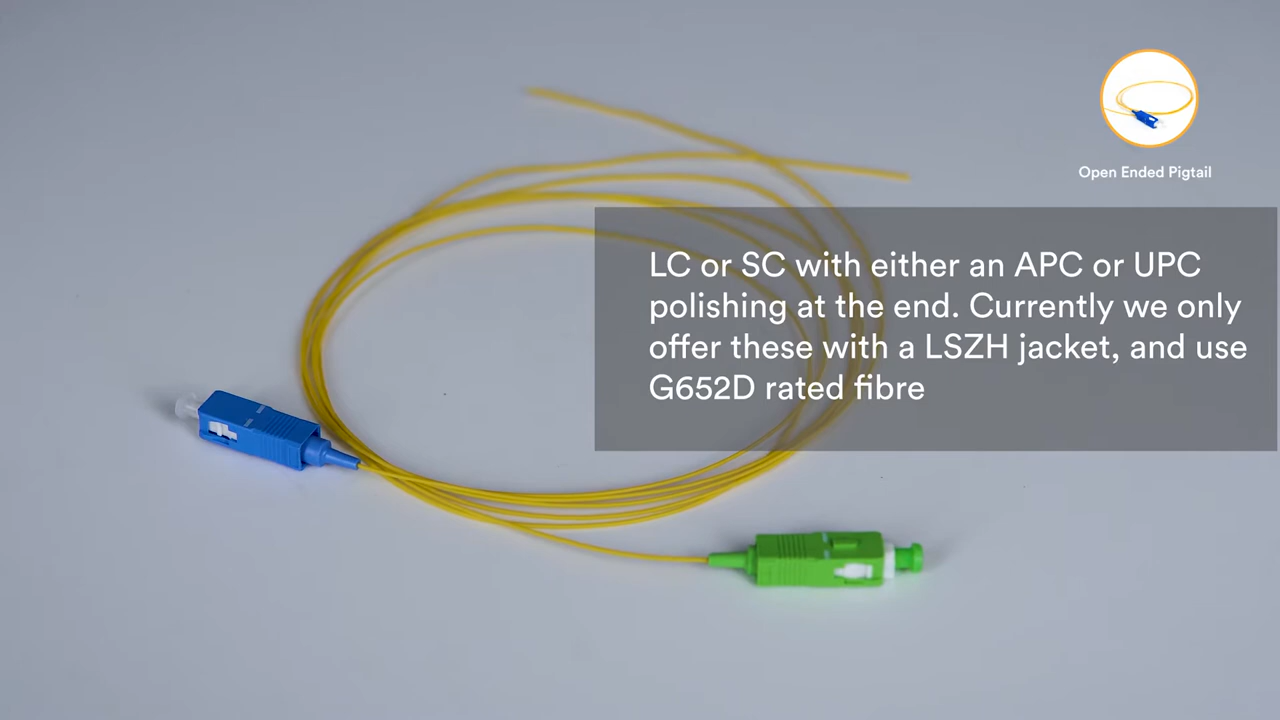 Open Ended Pigtail
LC or SC with either an APC or UPC
polishing at the end. Currently we only
offer these with a LSZH jacket, and use
G652D rated fibre